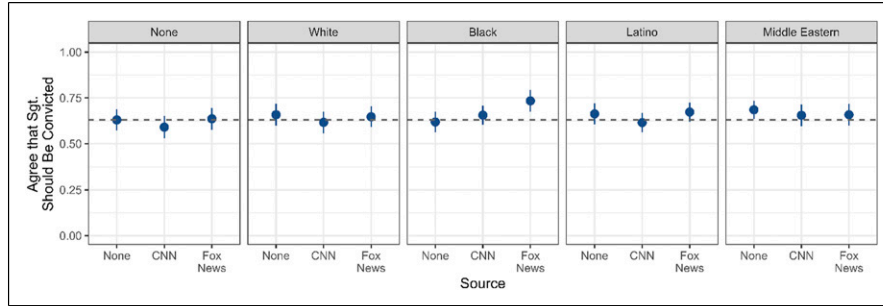 None White Black Latino Middle Eastern
1.00
0.75
0.50
0.25
0.00
Agree that Sgt.
Should Be Convicted
None CNN Fox News None CNN Fox News None CNN Fox News None CNN Fox News None CNN Fox News
Source